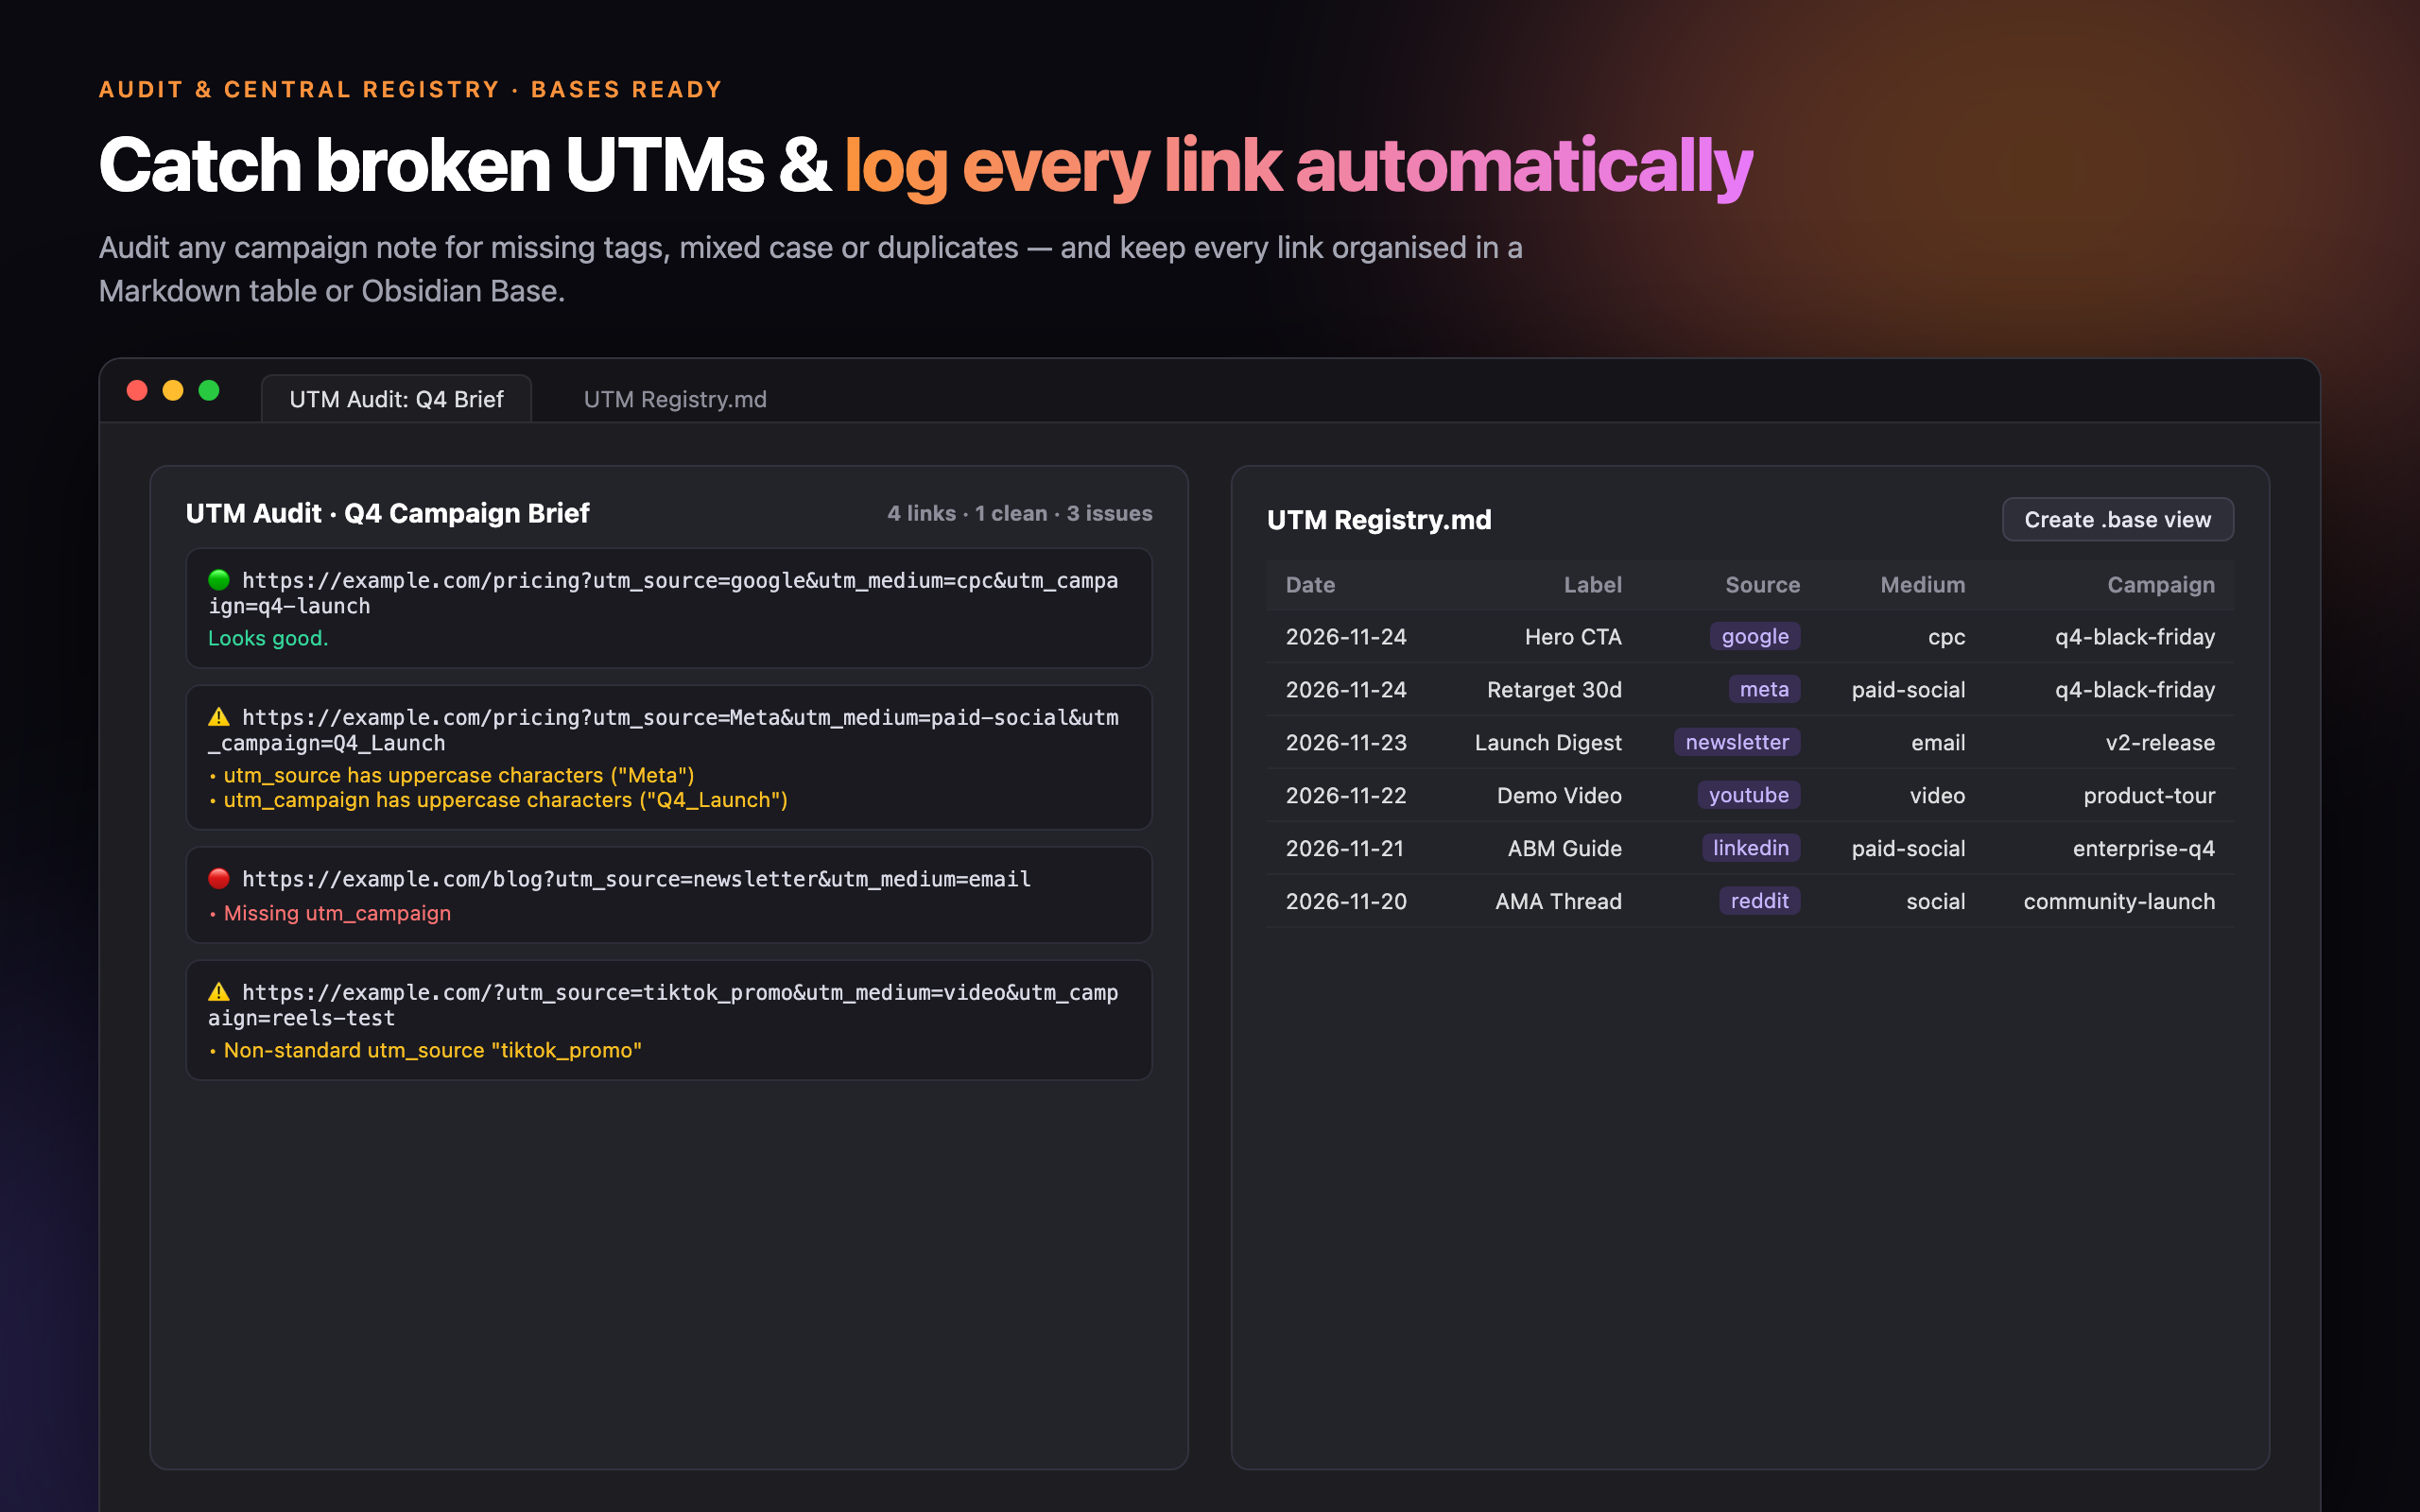 AUDIT & CENTRAL REGISTRY · BASES READY
Catch broken UTMs & log every link automatically
Audit any campaign note for missing tags, mixed case or duplicates — and keep every link organised in a
Markdown table or Obsidian Base.
UTM Audit: Q4 Brief
UTM Registry.md
UTM Audit · Q4 Campaign Brief
4 links · 1 clean · 3 issues
https://example.com/pricing?utm_source=google&utm_medium=cpc&utm_campa
ign=q4-launch
Looks good.
https://example.com/pricing?utm_source=Meta&utm_medium=paid-social&utm
_campaign=Q4_Launch
• utm_source has uppercase characters ("Meta")
• utm_campaign has uppercase characters ("Q4_Launch")
https://example.com/blog?utm_source=newsletter&utm_medium=email
• Missing utm_campaign
https://example.com/?utm_source=tiktok_promo&utm_medium=video&utm_camp
aign=reels-test
• Non-standard utm_source "tiktok_promo"
UTM Registry.md
Create .base view
Date Label Source Medium Campaign
2026-11-24 Hero CTA google cpc q4-black-friday
2026-11-24 Retarget 30d meta paid-social q4-black-friday
2026-11-23 Launch Digest newsletter email v2-release
2026-11-22 Demo Video youtube video product-tour
2026-11-21 ABM Guide linkedin paid-social enterprise-q4
2026-11-20 AMA Thread reddit social community-launch